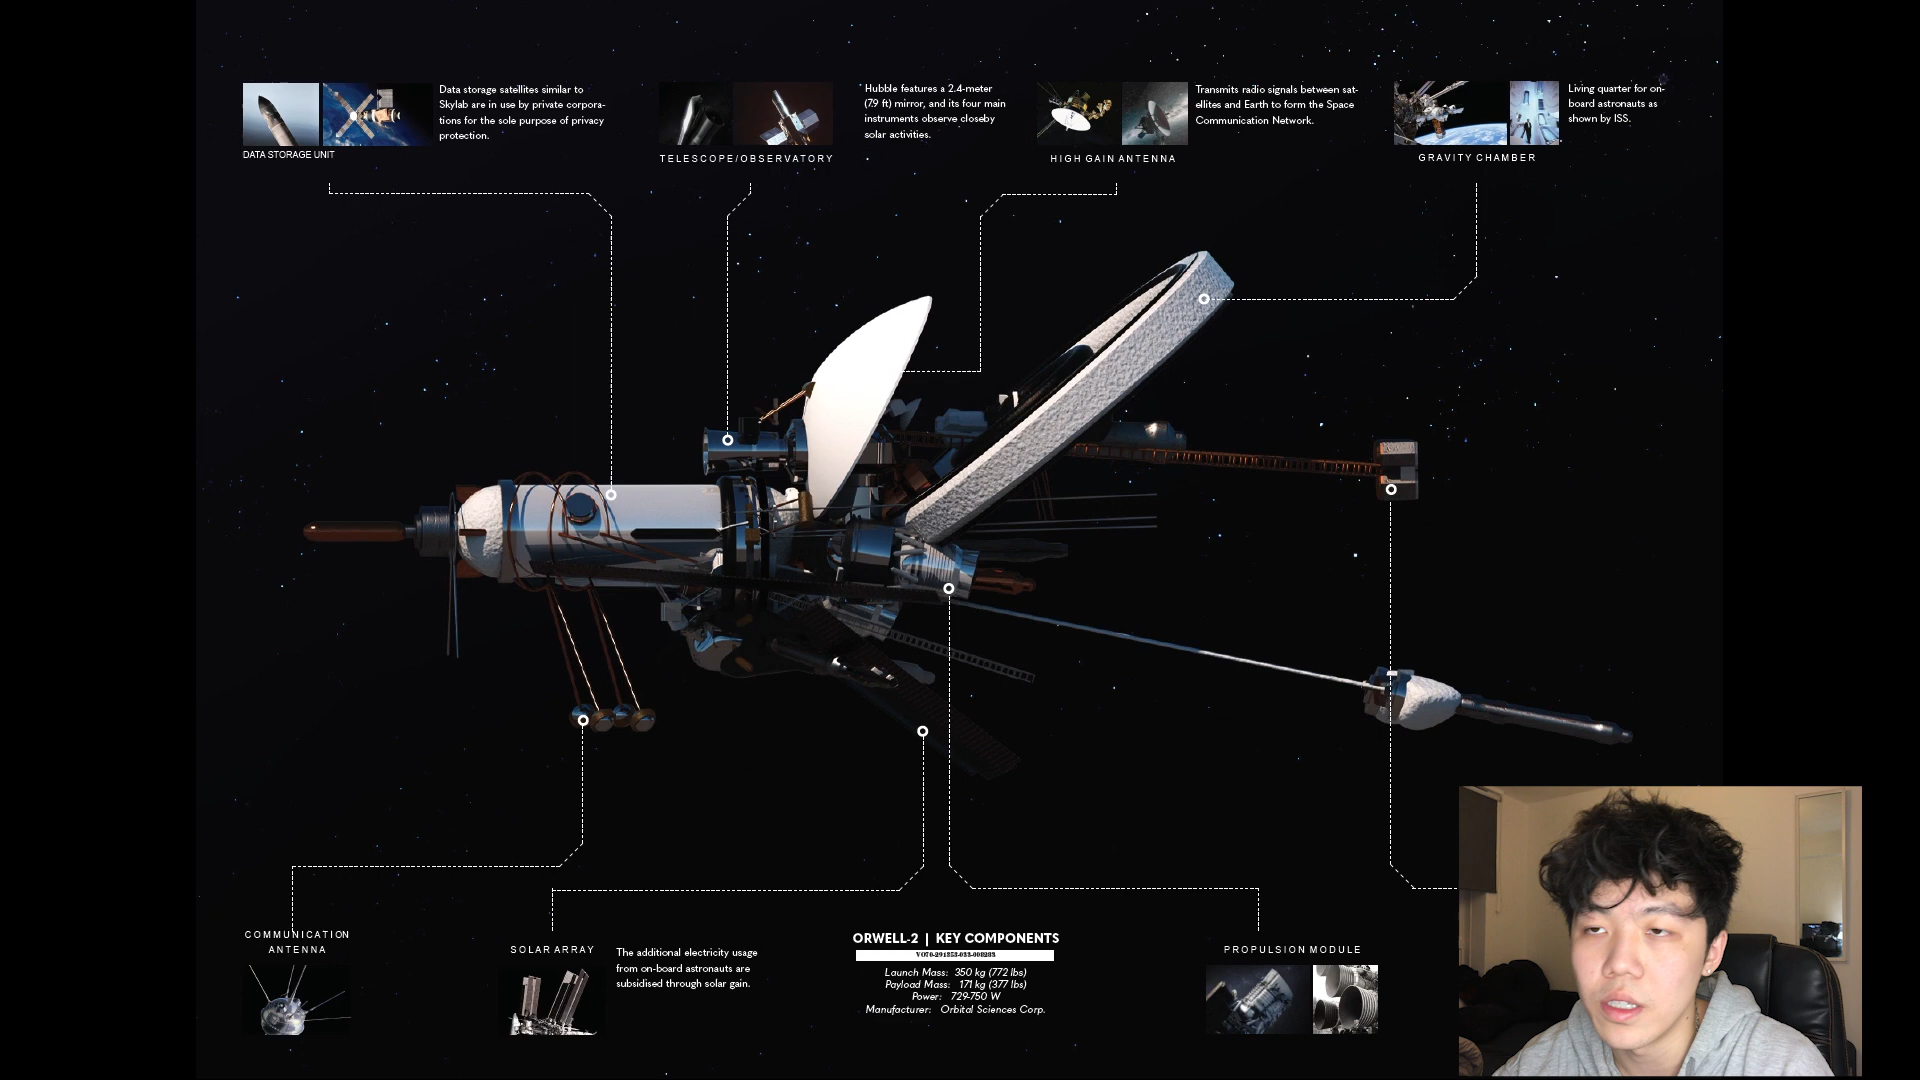 Data storage satellites similar to
Skylab are in use by private corpora-
tions for the sole purpose of privacy
protection.
DATA STORAGE UNIT
Hubble features a 2.4-meter
(7.9 ft) mirror, and its four main
instruments observe closeby
solar activities.
TELESCOPE/OBSERVATORY
Transmits radio signals between sat-
ellites and Earth to form the Space
Communication Network.
HIGH GAIN ANTENNA
Living quarter for on-
board astronauts as
shown by ISS.
GRAVITY CHAMBER
COMMUNICATION
ANTENNA
SOLAR ARRAY
The additional electricity usage
from on-board astronauts are
subsidised through solar gain.
ORWELL-2 | KEY COMPONENTS
Launch Mass: 350 kg (772 lbs)
Payload Mass: 171 kg (377 lbs)
Power: 729-750 W
Manufacturer: Orbital Sciences Corp.
PROPULSION MODULE